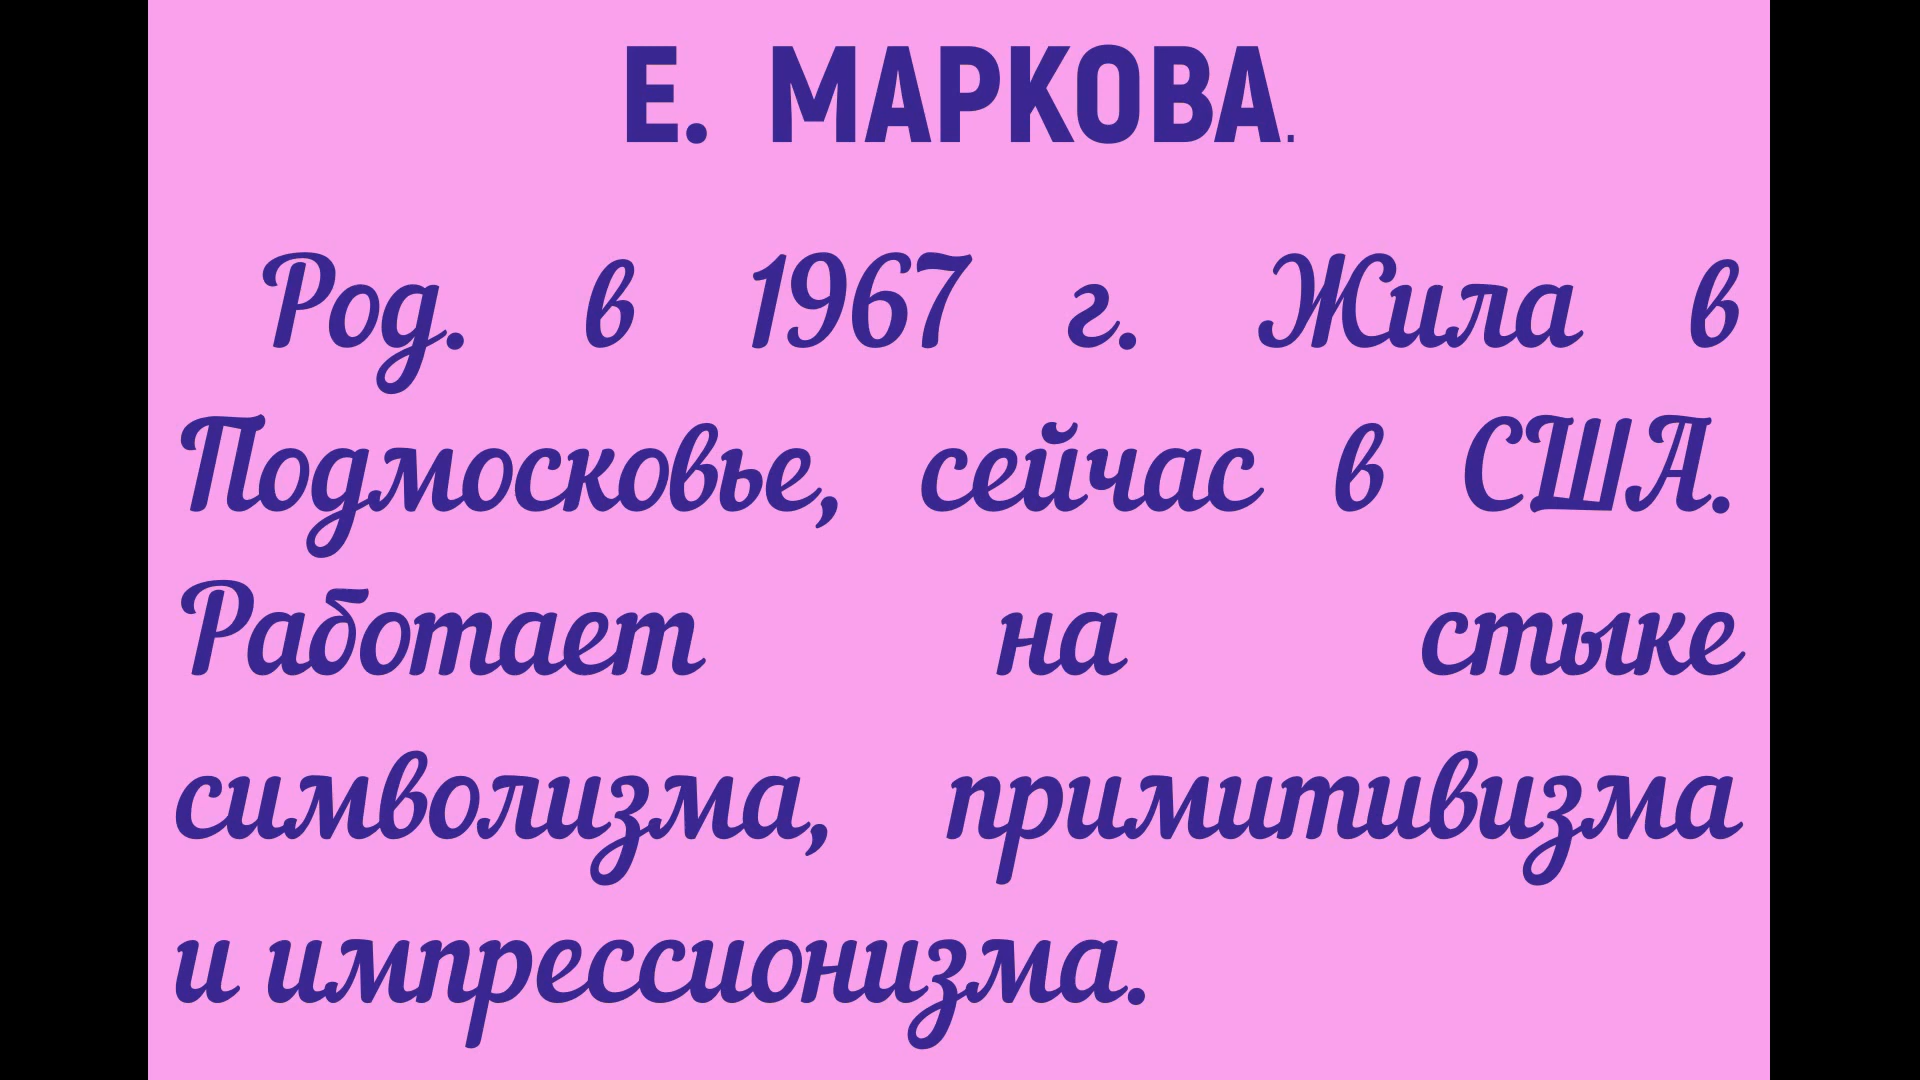 Е. МАРКОВА.
Род. в 1967 г. Жила в
Подмосковье, сейчас в США.
Работает на стыке
символизма, примитивизма
и импрессионизма.